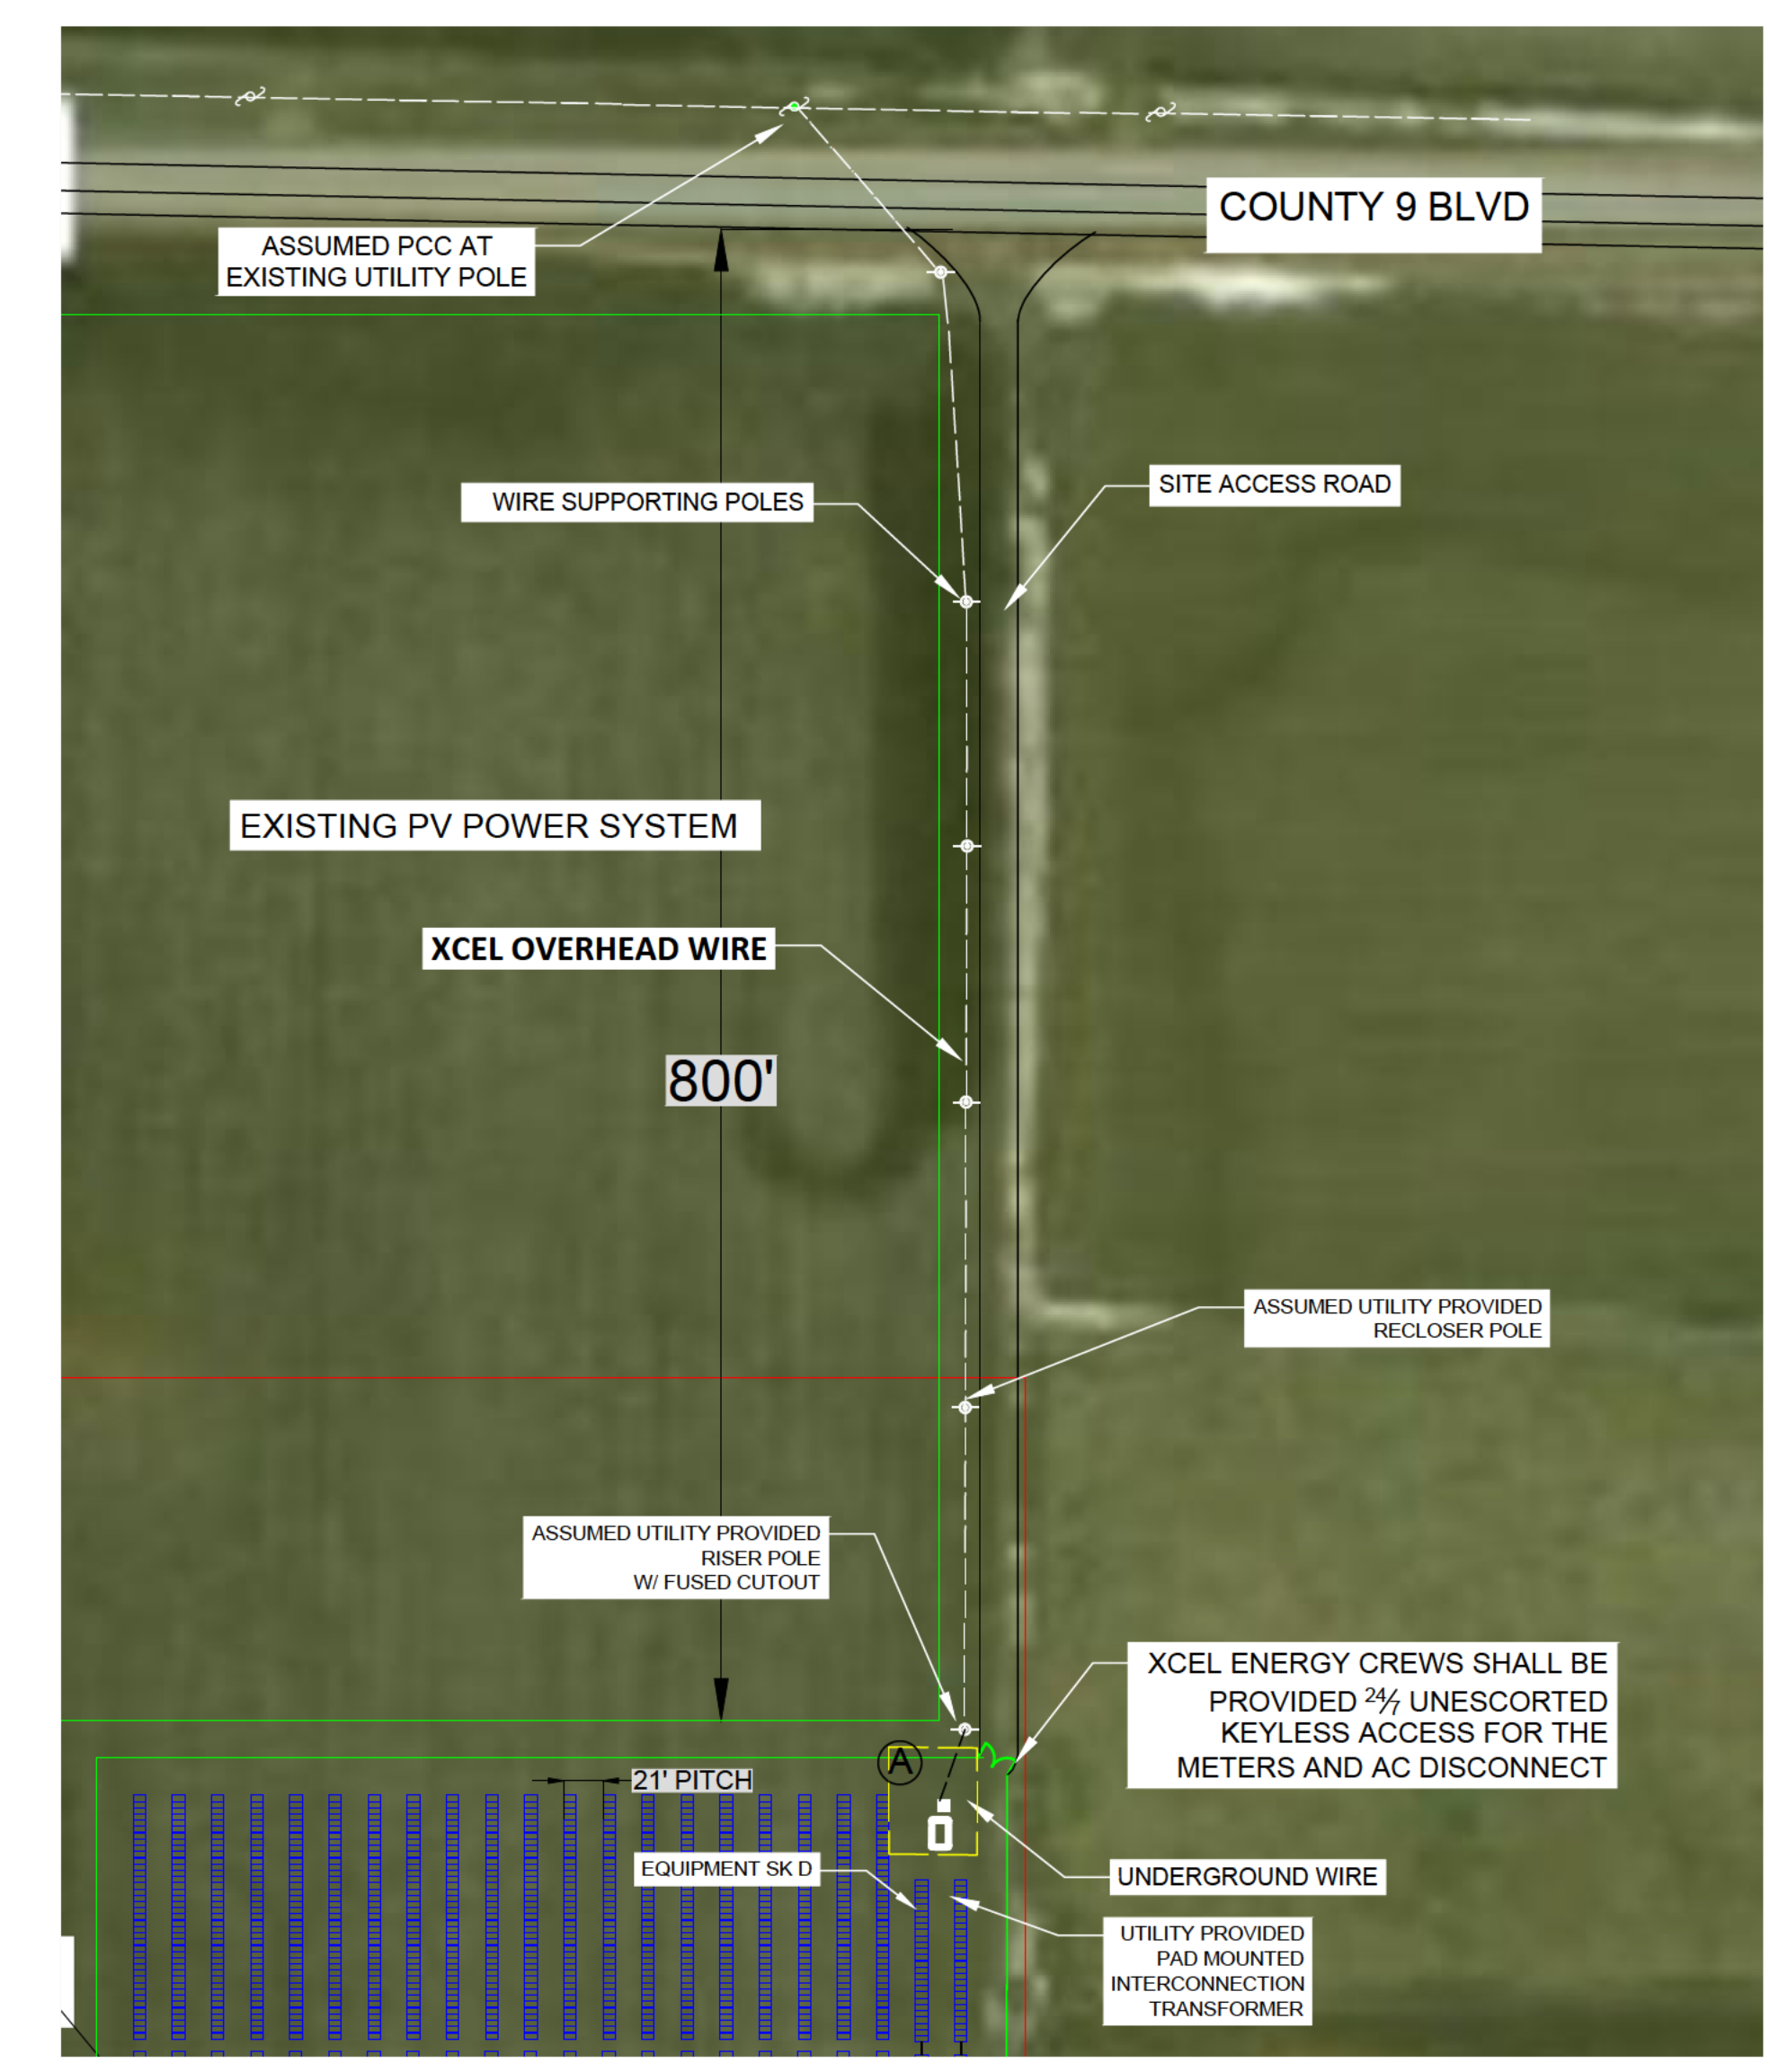 COUNTY 9 BLVD
ASSUMED PCC AT
EXISTING UTILITY POLE
SITE ACCESS ROAD
WIRE SUPPORTING POLES
EXISTING PV POWER SYSTEM
XCEL OVERHEAD WIRE
800'
ASSUMED UTILITY PROVIDED
RECLOSER POLE
ASSUMED UTILITY PROVIDED
RISER POLE
W/ FUSED CUTOUT
XCEL ENERGY CREWS SHALL BE
PROVIDED 24/7 UNESCORTED
KEYLESS ACCESS FOR THE
METERS AND AC DISCONNECT
A
21' PITCH
EQUIPMENT SK D
UNDERGROUND WIRE
UTILITY PROVIDED
PAD MOUNTED
INTERCONNECTION
TRANSFORMER